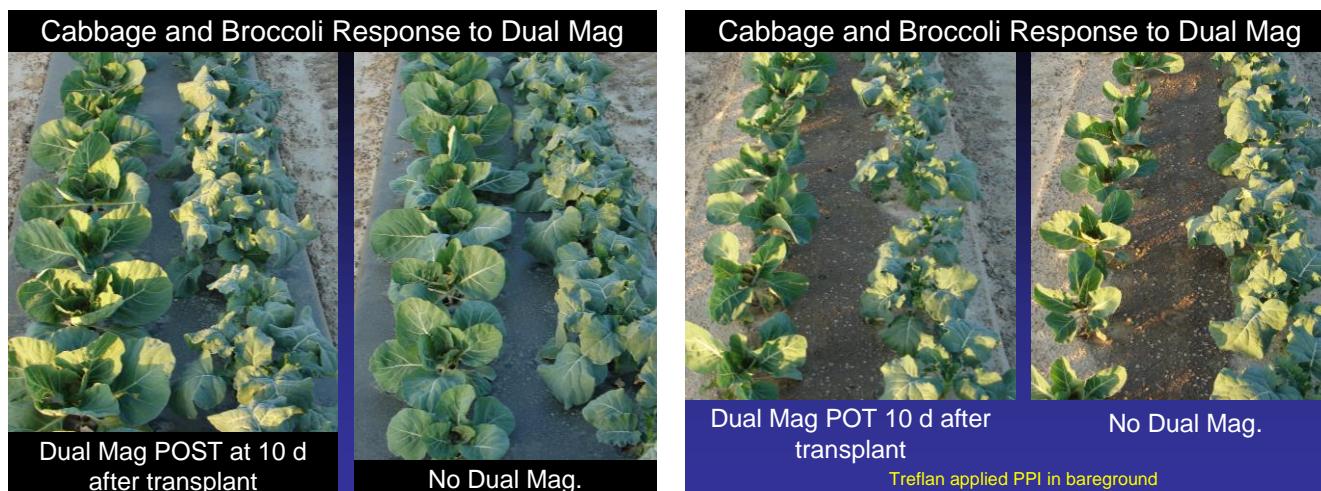 Cabbage and Broccoli Response to Dual Mag
Dual Mag POST at 10 d
after transplant
No Dual Mag.
Cabbage and Broccoli Response to Dual Mag
Dual Mag POT 10 d after
transplant
No Dual Mag.
Treflan applied PPI in bareground